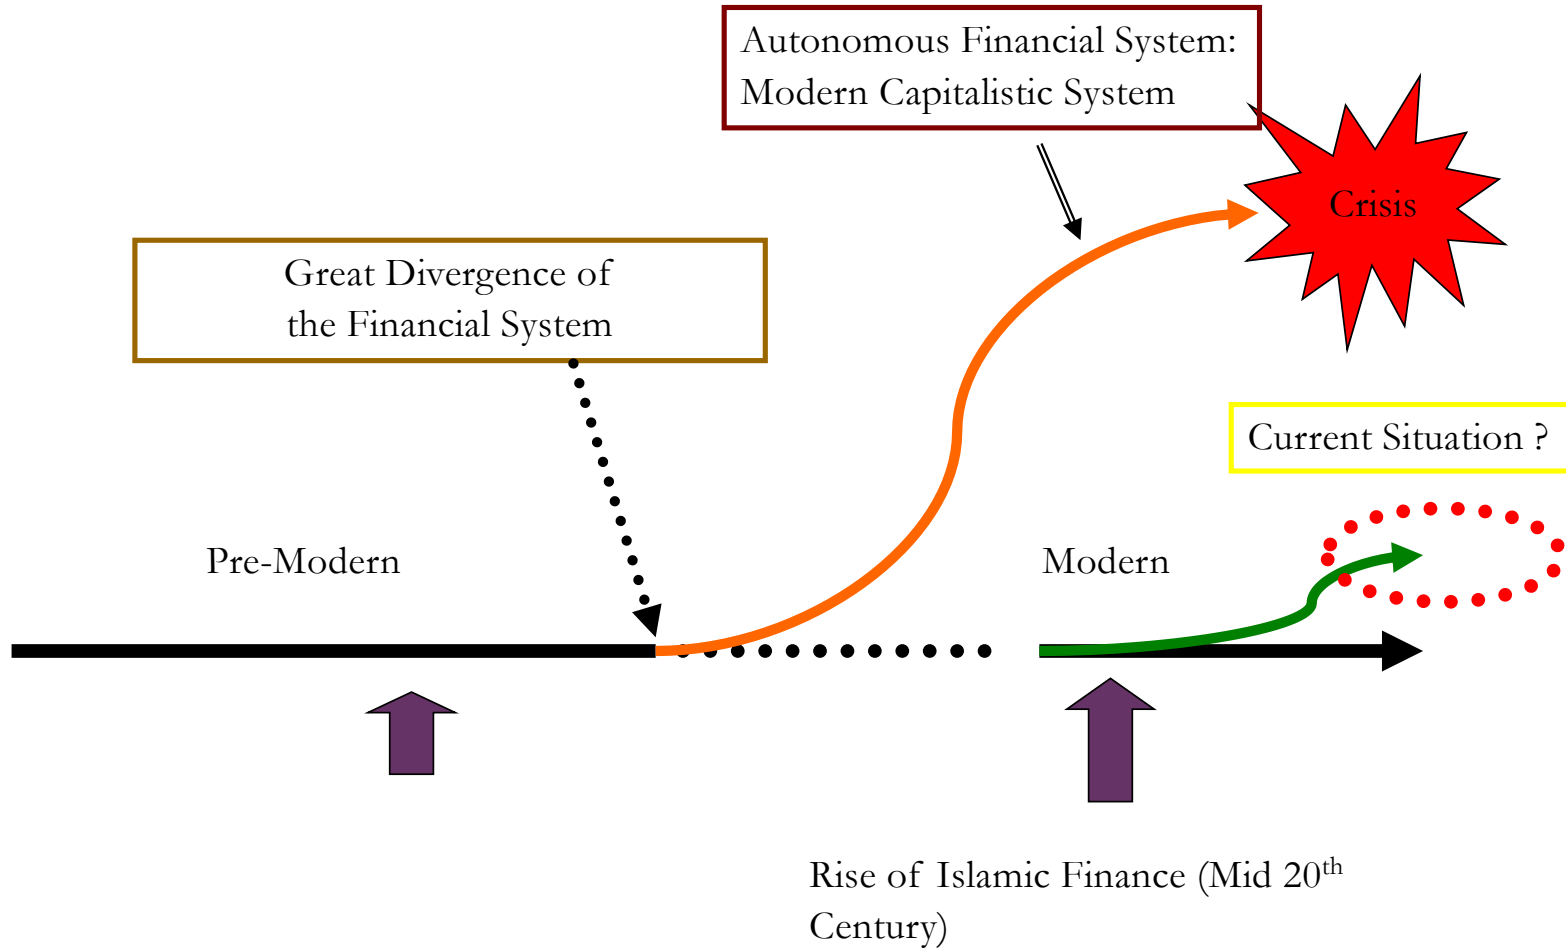 Autonomous Financial System:
Modern Capitalistic System
Crisis
Great Divergence of
the Financial System
Current Situation ?
Pre-Modern
Modern
Rise of Islamic Finance (Mid 20th
Century)